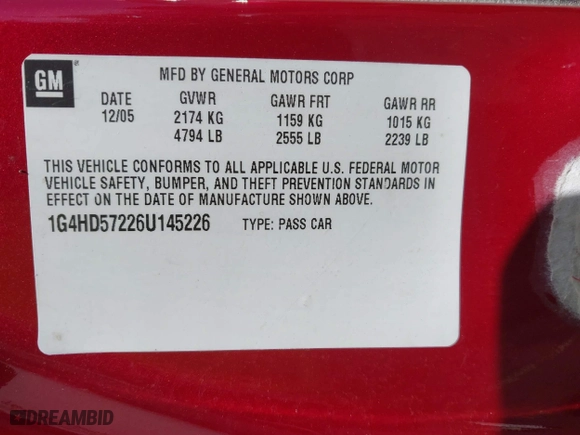 GM
MFD BY GENERAL MOTORS CORP
DATE GVWR GAWR FRT GAWR RR
12/05 2174 KG 1159 KG 1015 KG
4794 LB 2555 LB 2239 LB
THIS VEHICLE CONFORMS TO ALL APPLICABLE U.S. FEDERAL MOTOR
VEHICLE SAFETY, BUMPER, AND THEFT PREVENTION STANDARDS IN
EFFECT ON THE DATE OF MANUFACTURE SHOWN ABOVE.
1G4HD57226U145226 TYPE: PASS CAR
DREAMBID